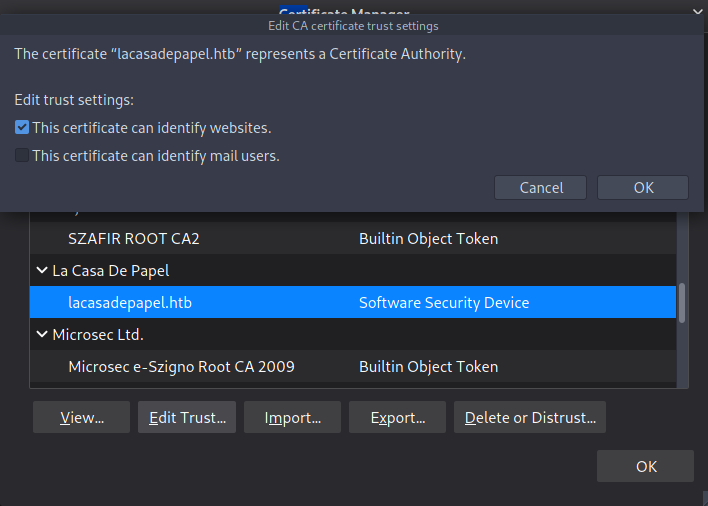 Certificate Manager
Edit CA certificate trust settings
The certificate “lacasadepapel.htb” represents a Certificate Authority.
Edit trust settings:
This certificate can identify websites.
This certificate can identify mail users.
Cancel OK
SZAFIR ROOT CA2 Builtin Object Token
La Casa De Papel
lacasadepapel.htb Software Security Device
Microsec Ltd.
Microsec e-Szigno Root CA 2009 Builtin Object Token
View... Edit Trust... Import... Export... Delete or Distrust...
OK